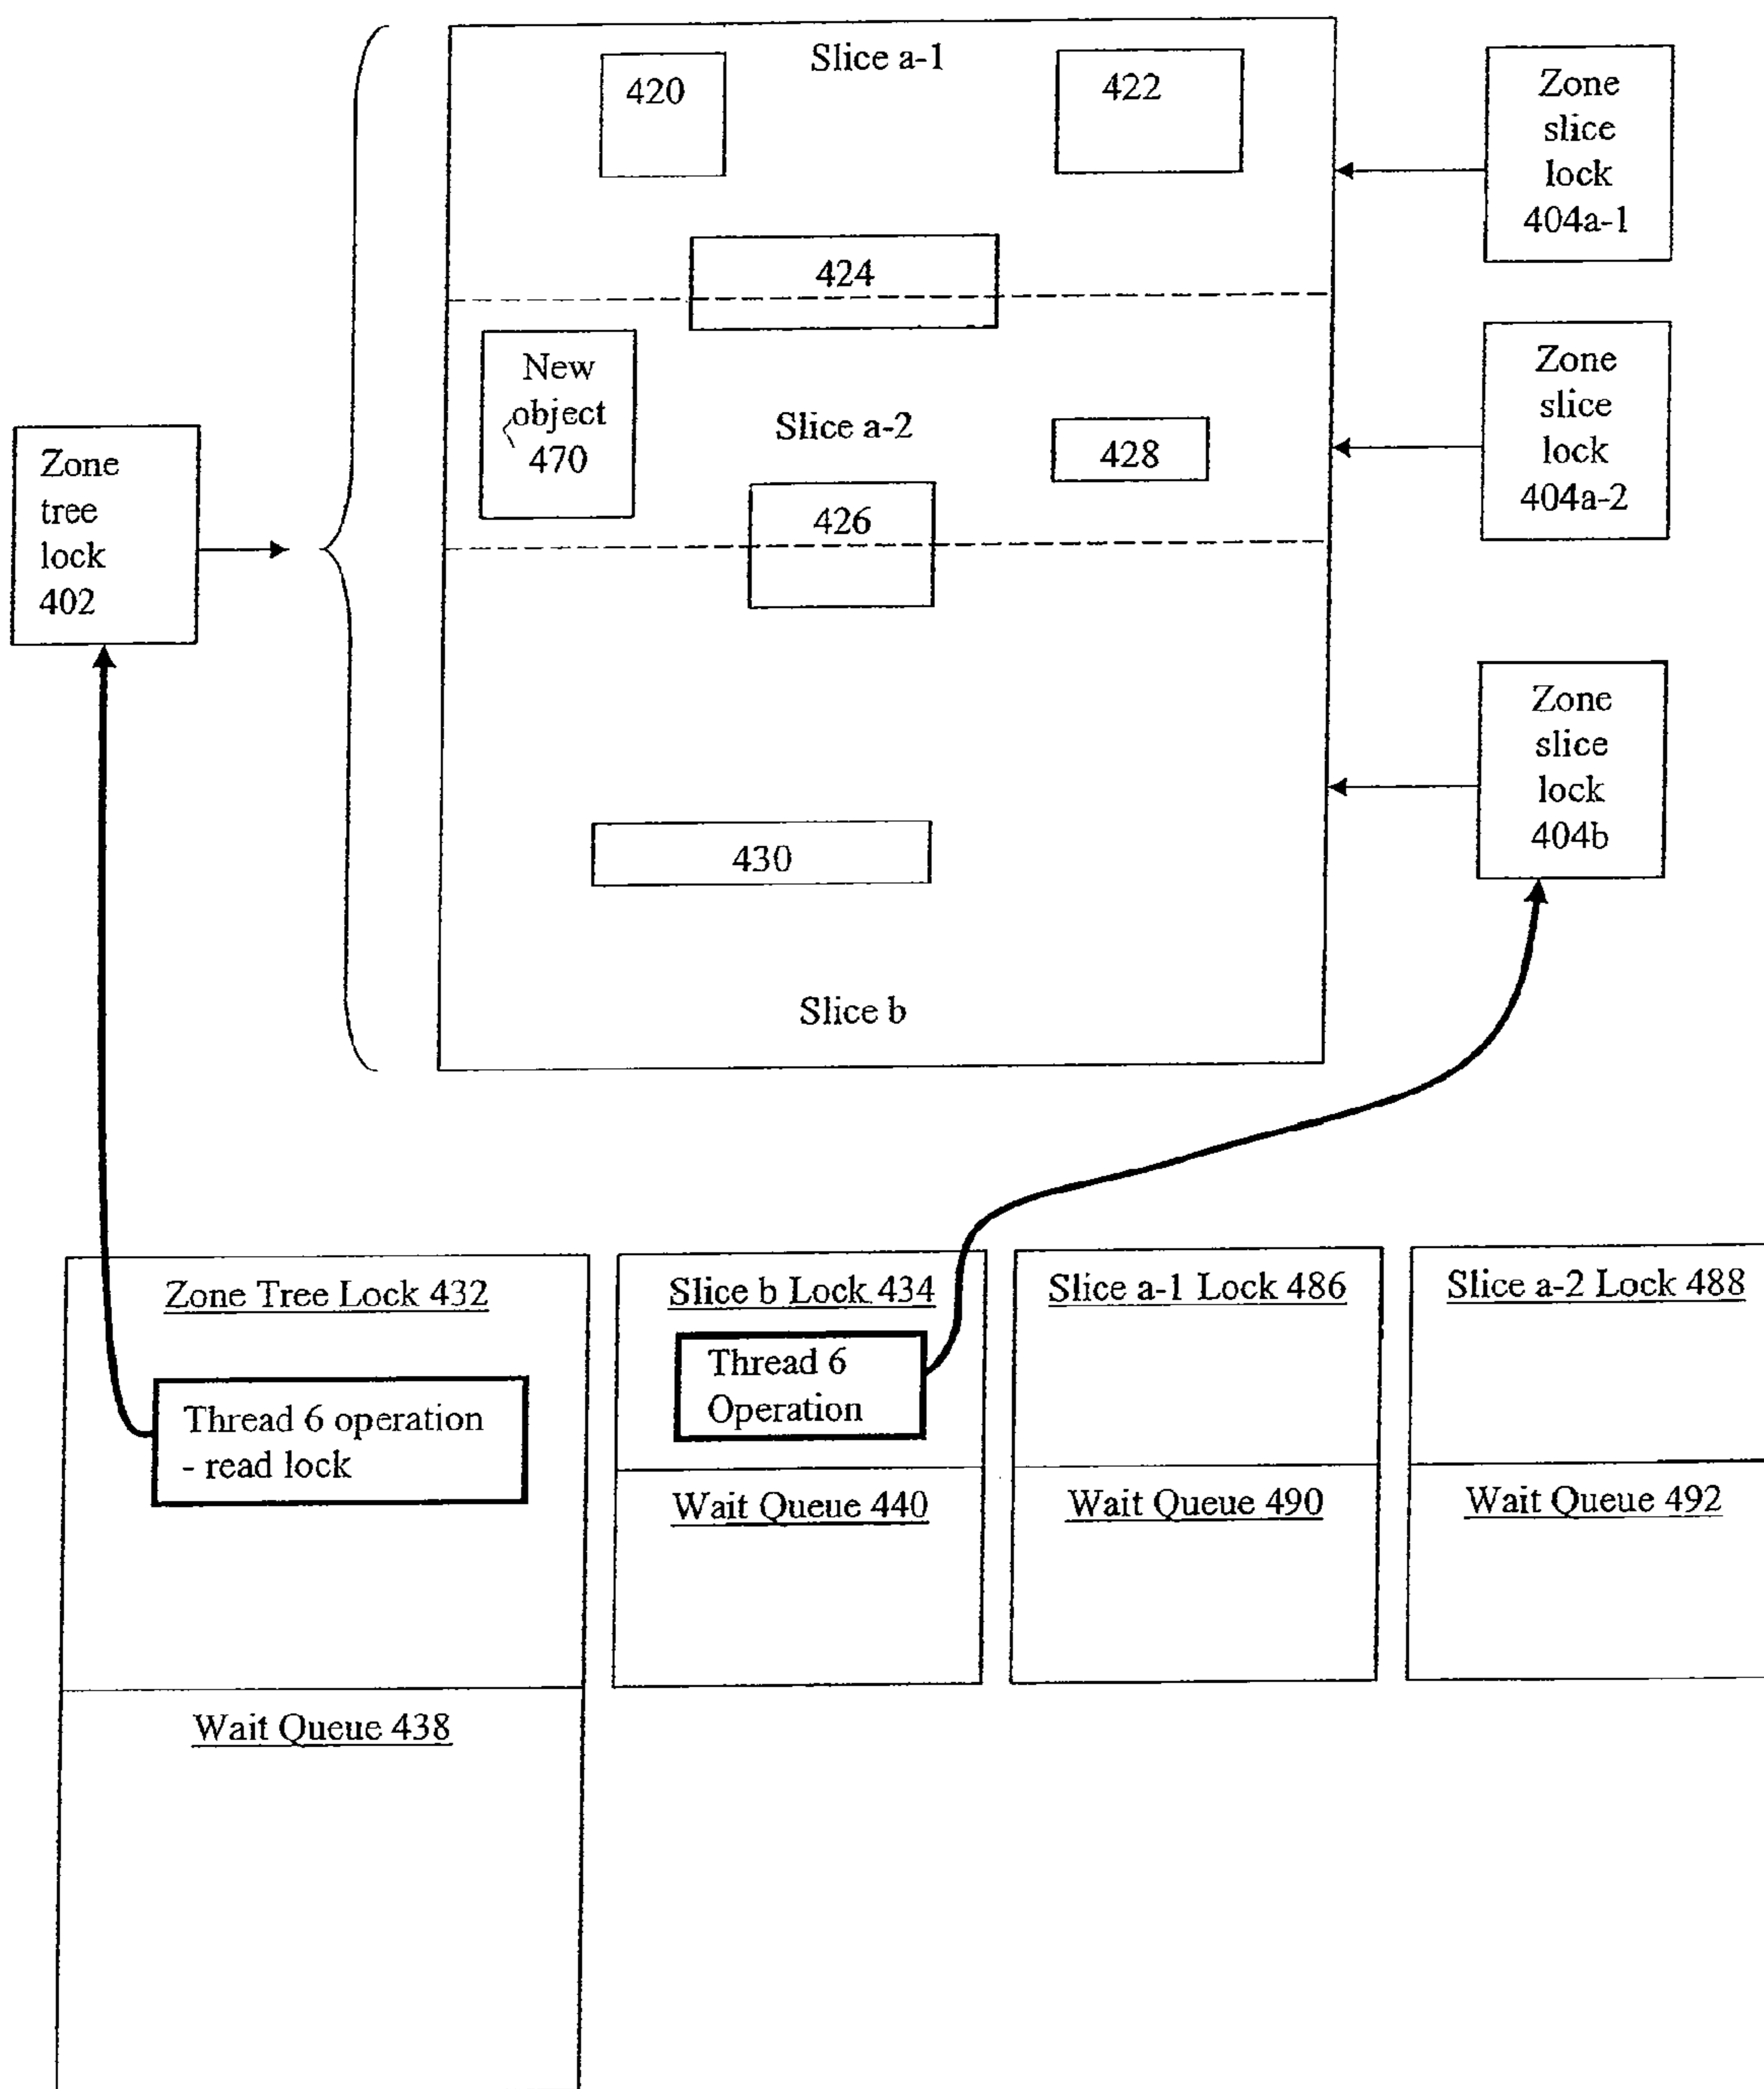 Slice a-1
420
422
Zone
slice
lock
404a-1
424
New
object
470
Slice a-2
428
Zone
slice
lock
404a-2
426
Zone
tree
lock
402
Zone
slice
lock
404b
430
Slice b
Zone Tree Lock 432
Thread 6 operation
- read lock
Wait Queue 438
Slice b Lock 434
Thread 6
Operation
Wait Queue 440
Slice a-1 Lock 486
Wait Queue 490
Slice a-2 Lock 488
Wait Queue 492